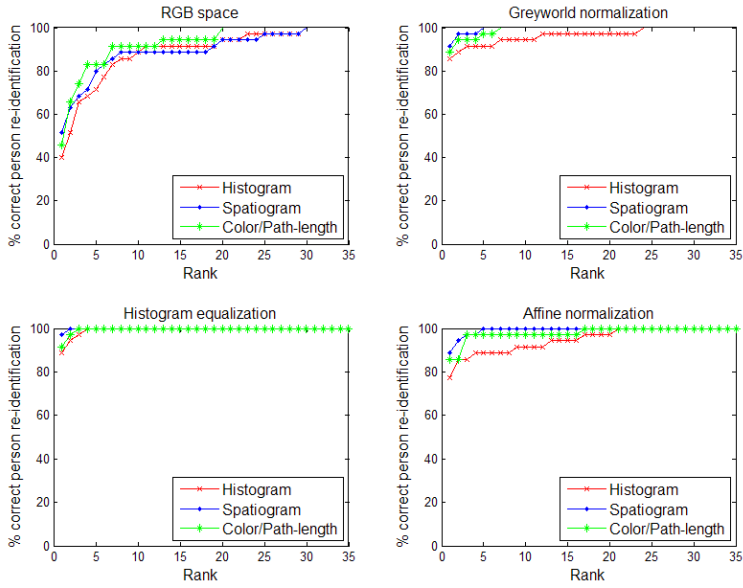 RGB space
% correct person re-identification
100
80
60
40
20
0
Histogram
Spatiogram
Color/Path-length
0 5 10 15 20 25 30 35
Rank
Greyworld normalization
% correct person re-identification
100
80
60
40
20
0
Histogram
Spatiogram
Color/Path-length
0 5 10 15 20 25 30 35
Rank
Histogram equalization
% correct person re-identification
100
80
60
40
20
0
Histogram
Spatiogram
Color/Path-length
0 5 10 15 20 25 30 35
Rank
Affine normalization
% correct person re-identification
100
80
60
40
20
0
Histogram
Spatiogram
Color/Path-length
0 5 10 15 20 25 30 35
Rank